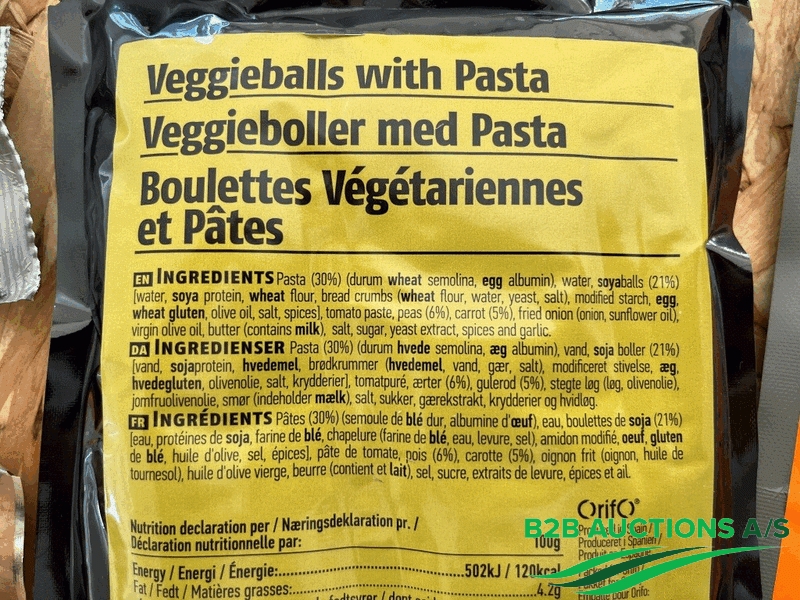 Veggieballs with Pasta
Veggieboller med Pasta
Boulettes Végétariennes
et Pâtes
EN INGREDIENTS Pasta (30%) (durum wheat semolina, egg albumin), water, soyaballs (21%)
[water, soya protein, wheat flour, bread crumbs (wheat flour, water, yeast, salt), modified starch, egg,
wheat gluten, olive oil, salt, spices], tomato paste, peas (6%), carrot (5%), fried onion (onion, sunflower oil),
virgin olive oil, butter (contains milk), salt, sugar, yeast extract, spices and garlic.
DA INGREDIENSER Pasta (30%) (durum hvede semolina, æg albumin), vand, soja boller (21%)
[vand, sojaprotein, hvedemel, brødkrummer (hvedemel, vand, gær, salt), modificeret stivelse, æg,
hvedegluten, olivenolie, salt, krydderier], tomatpuré, ærter (6%), gulerod (5%), stegte løg (løg, olivenolie),
jomfruolivenolie, smør (indeholder mælk), salt, sukker, gærekstrakt, krydderier og hvidløg.
FR INGRÉDIENTS Pâtes (30%) (semoule de blé dur, albumine d'œuf), eau, boulettes de soja (21%)
[eau, protéines de soja, farine de blé, chapelure (farine de blé, eau, levure, sel), amidon modifié, oeuf, gluten
de blé, huile d'olive, sel, épices], pâte de tomate, pois (6%), carotte (5%), oignon frit (oignon, huile de
tournesol), huile d'olive vierge, beurre (contient et lait), sel, sucre, extraits de levure, épices et ail.
OrifO®
Nutrition declaration per / Næringsdeklaration pr. /
Déclaration nutritionnelle par: 100g
Produceret i Spanien /
B2B AUCTIONS A/S
Energy / Energi / Énergie: 502kJ / 120kcal
Fat / Fedt / Matières grasses: 4.2g
pour Orifo: